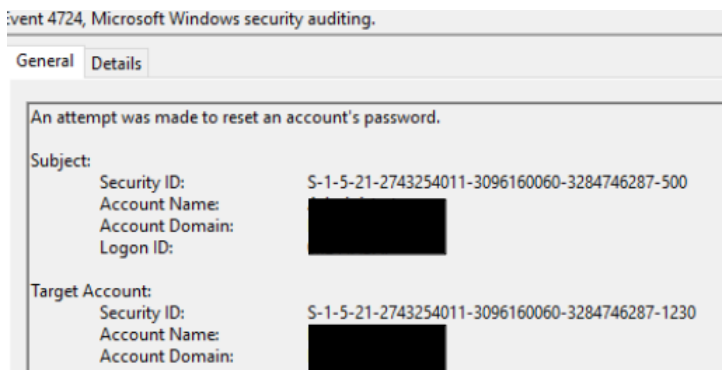 vent 4724, Microsoft Windows security auditing.
General Details
An attempt was made to reset an account's password.
Subject:
Security ID: S-1-5-21-2743254011-3096160060-3284746287-500
Account Name:
Account Domain:
Logon ID:
Target Account:
Security ID: S-1-5-21-2743254011-3096160060-3284746287-1230
Account Name:
Account Domain: